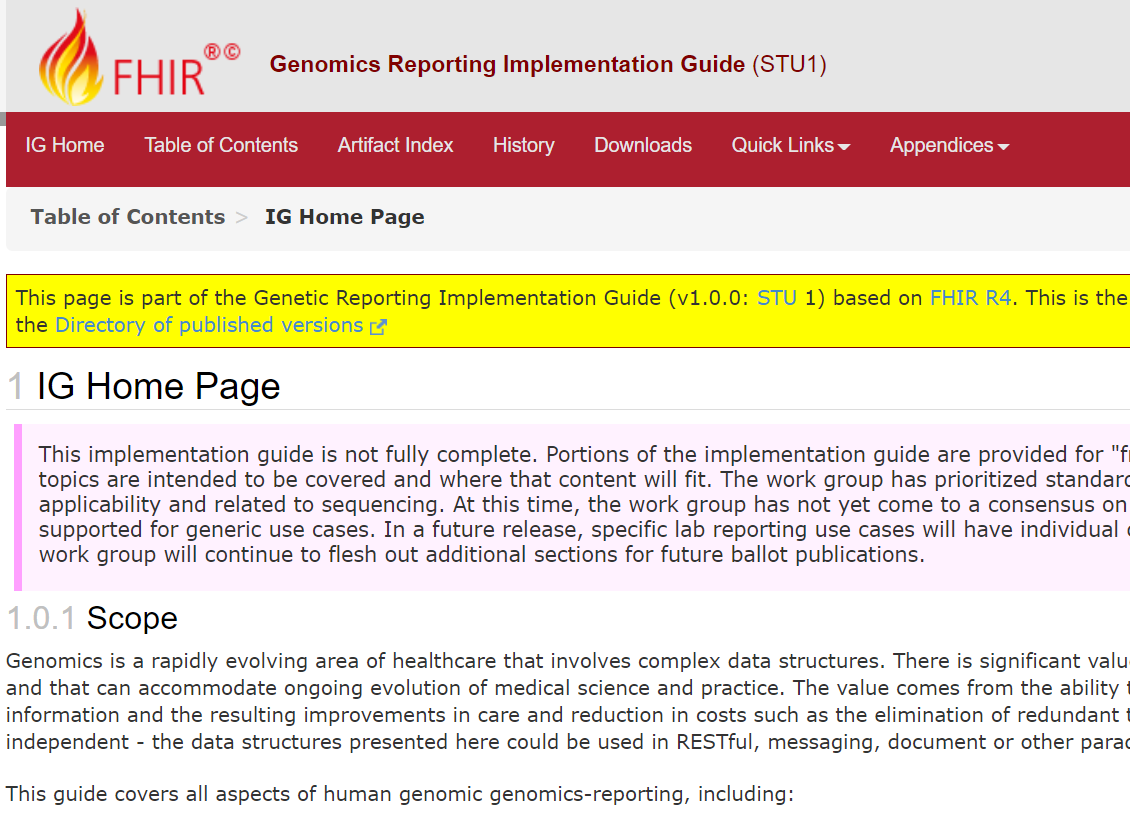 FHIR®©
Genomics Reporting Implementation Guide (STU1)
IG Home Table of Contents Artifact Index History Downloads Quick Links Appendices
Table of Contents > IG Home Page
This page is part of the Genetic Reporting Implementation Guide (v1.0.0: STU 1) based on FHIR R4. This is the
the Directory of published versions
1 IG Home Page
This implementation guide is not fully complete. Portions of the implementation guide are provided for
topics are intended to be covered and where that content will fit. The work group has prioritized
applicability and related to sequencing. At this time, the work group has not yet come to a consensus on
supported for generic use cases. In a future release, specific lab reporting use cases will have individual
work group will continue to flesh out additional sections for future ballot publications.
1.0.1 Scope
Genomics is a rapidly evolving area of healthcare that involves complex data structures. There is significant
and that can accommodate ongoing evolution of medical science and practice. The value comes from the ability
information and the resulting improvements in care and reduction in costs such as the elimination of redundant
independent - the data structures presented here could be used in RESTful, messaging, document or other
This guide covers all aspects of human genomic genomics-reporting, including: